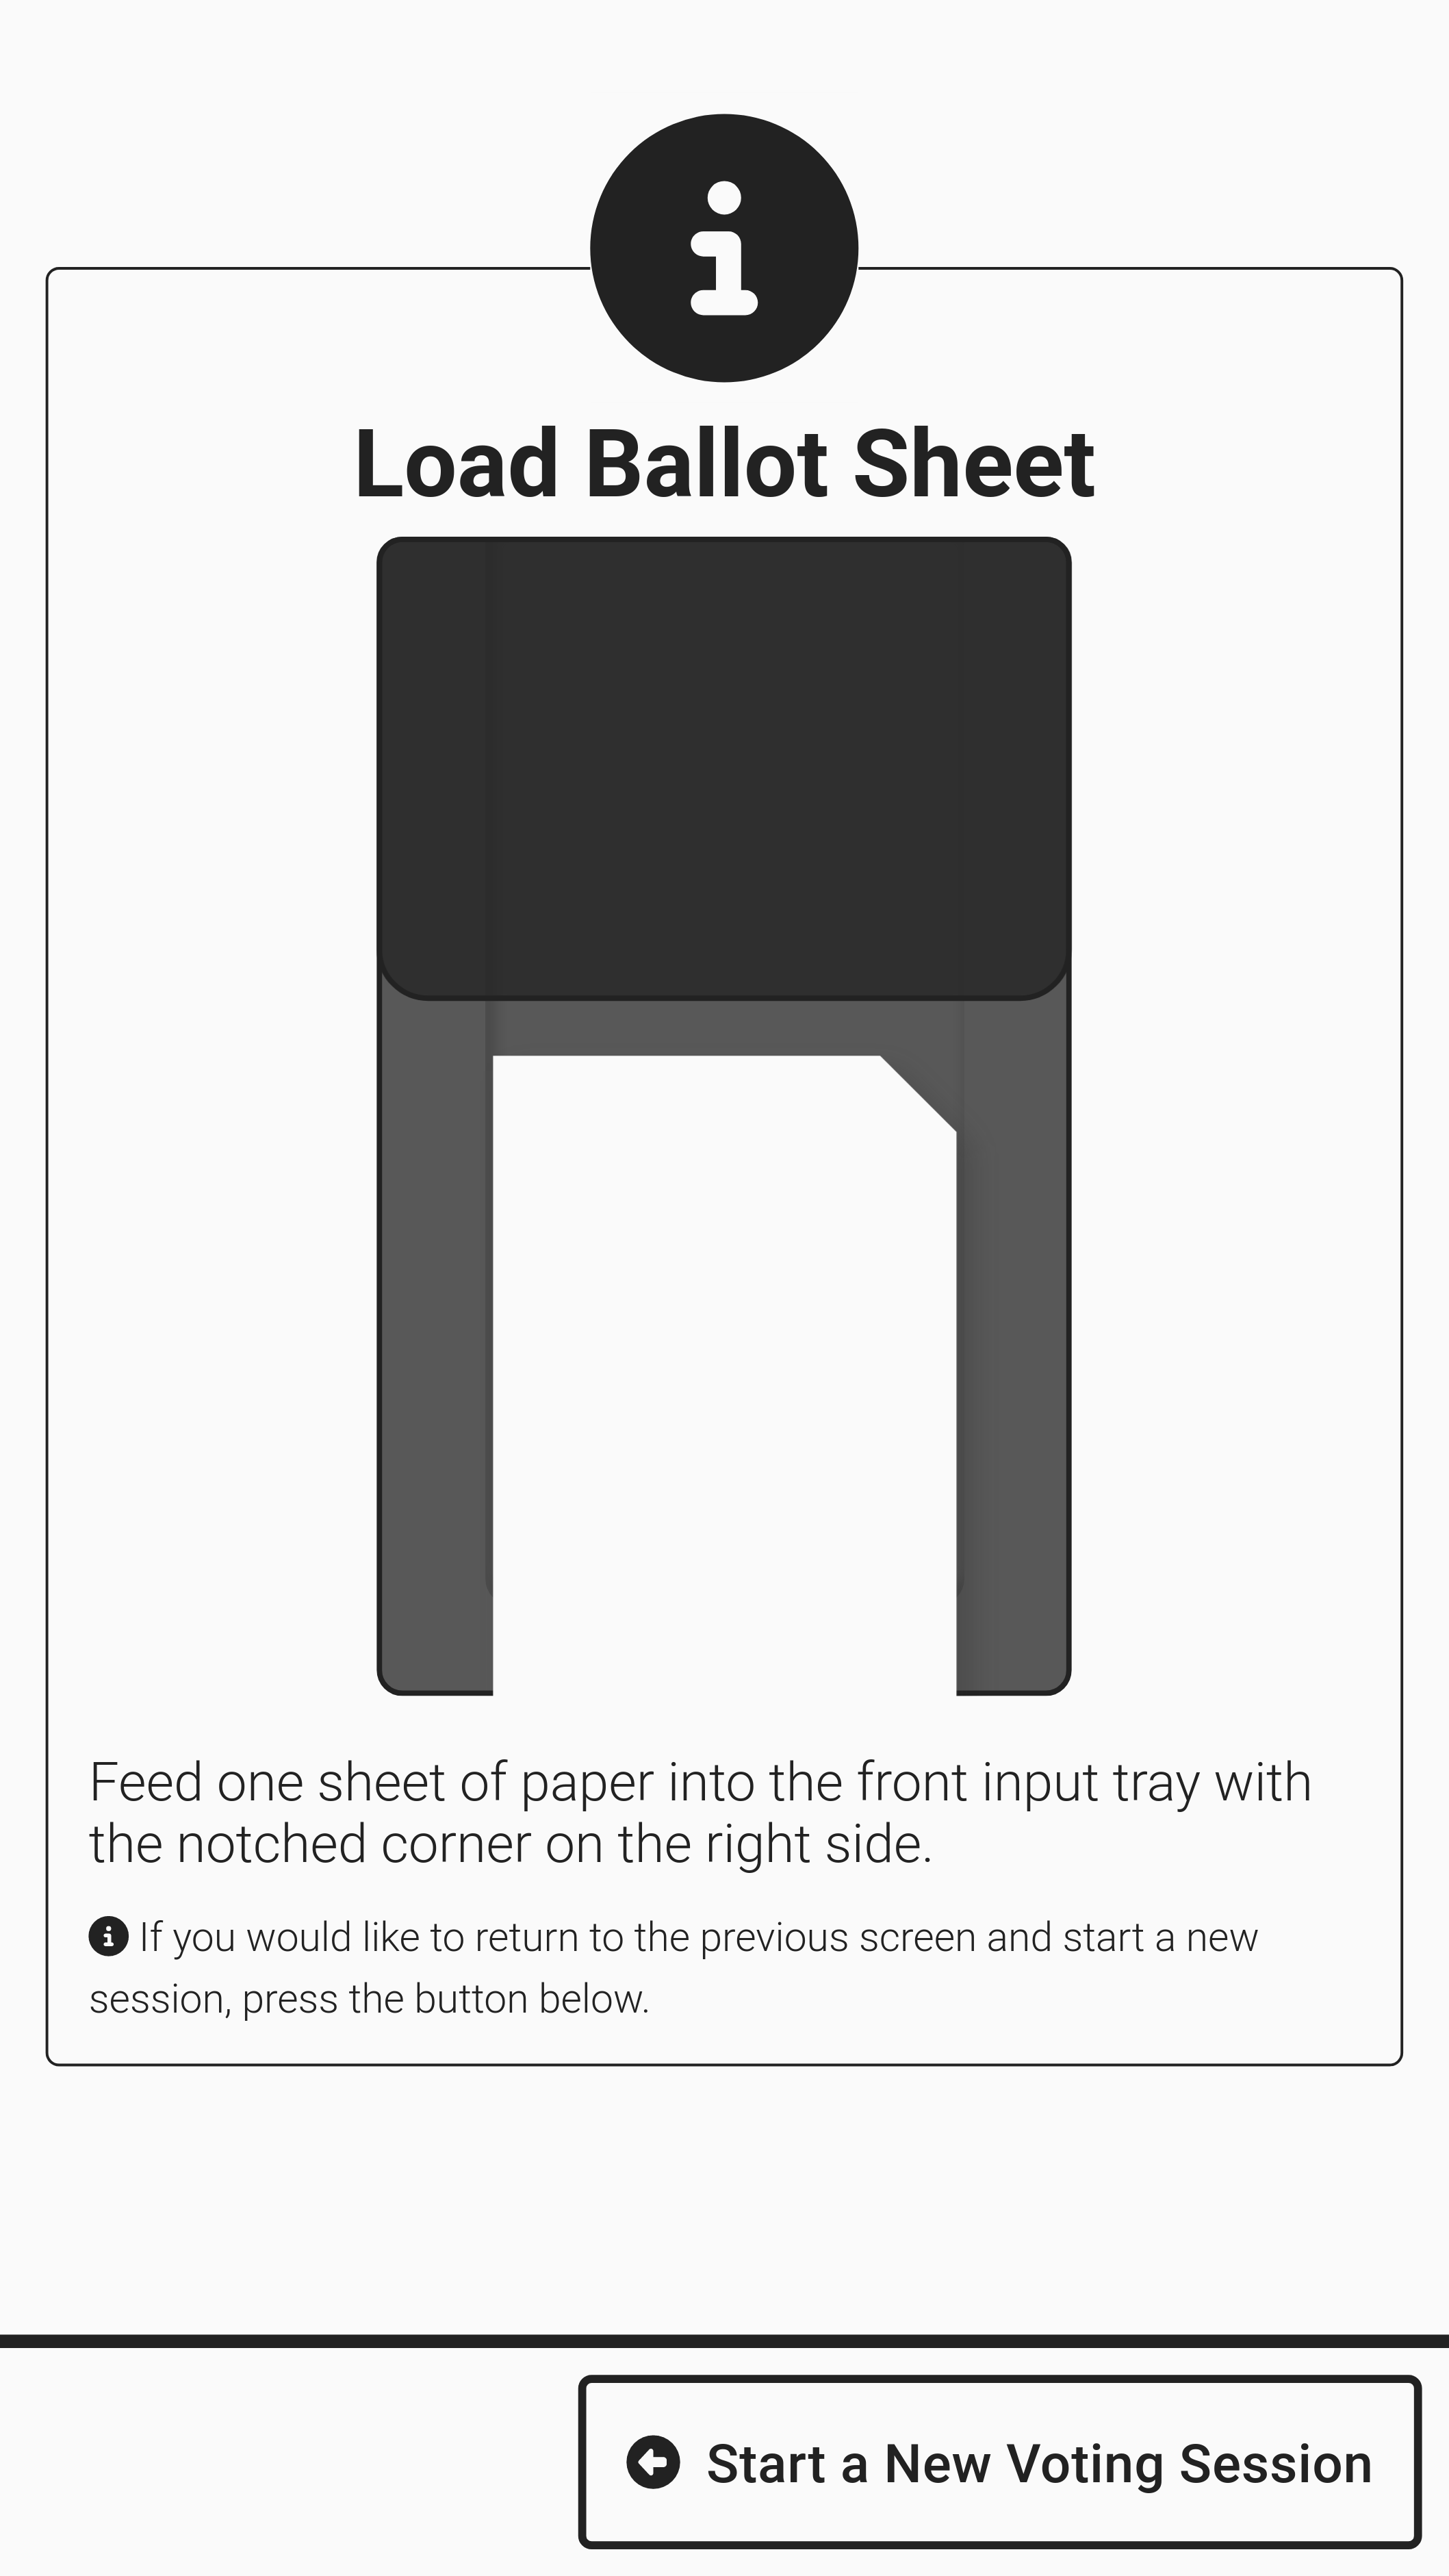 Load Ballot Sheet
Feed one sheet of paper into the front input tray with
the notched corner on the right side.
If you would like to return to the previous screen and start a new
session, press the button below.
Start a New Voting Session